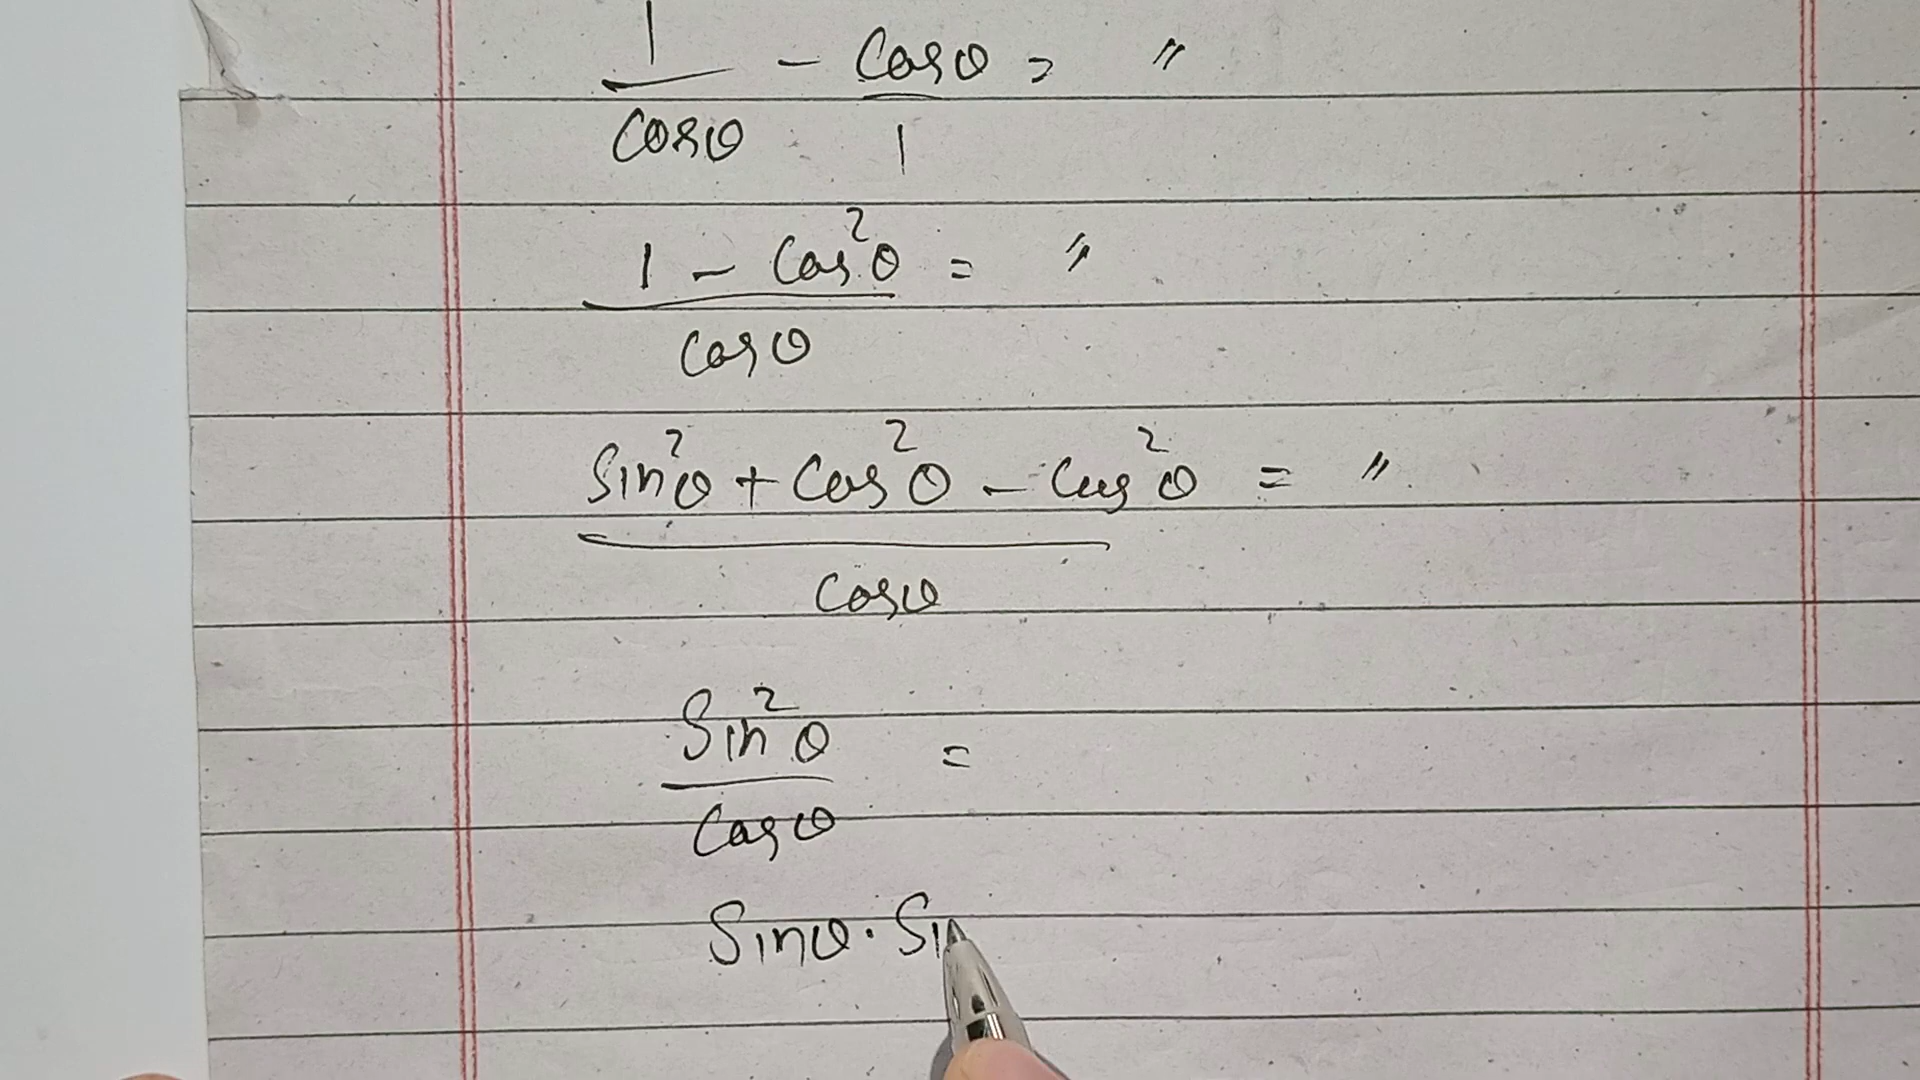 1/cosθ - cosθ/1 = "
1 - cos²θ/cosθ = "
sin²θ + cos²θ - cos²θ/cosθ = "
sin²θ/cosθ =
sinθ · si